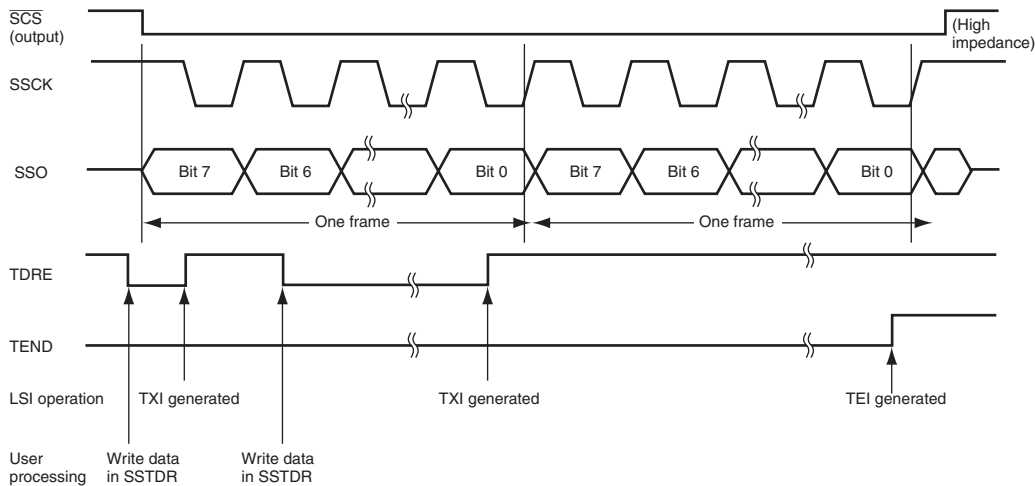 SCS
(output)
(High
impedance)
SSCK
SSO
Bit 7
Bit 6
Bit 0
Bit 7
Bit 6
Bit 0
One frame
One frame
TDRE
TEND
LSI operation
TXI generated
TXI generated
TEI generated
User
processing
Write data
in SSTDR
Write data
in SSTDR